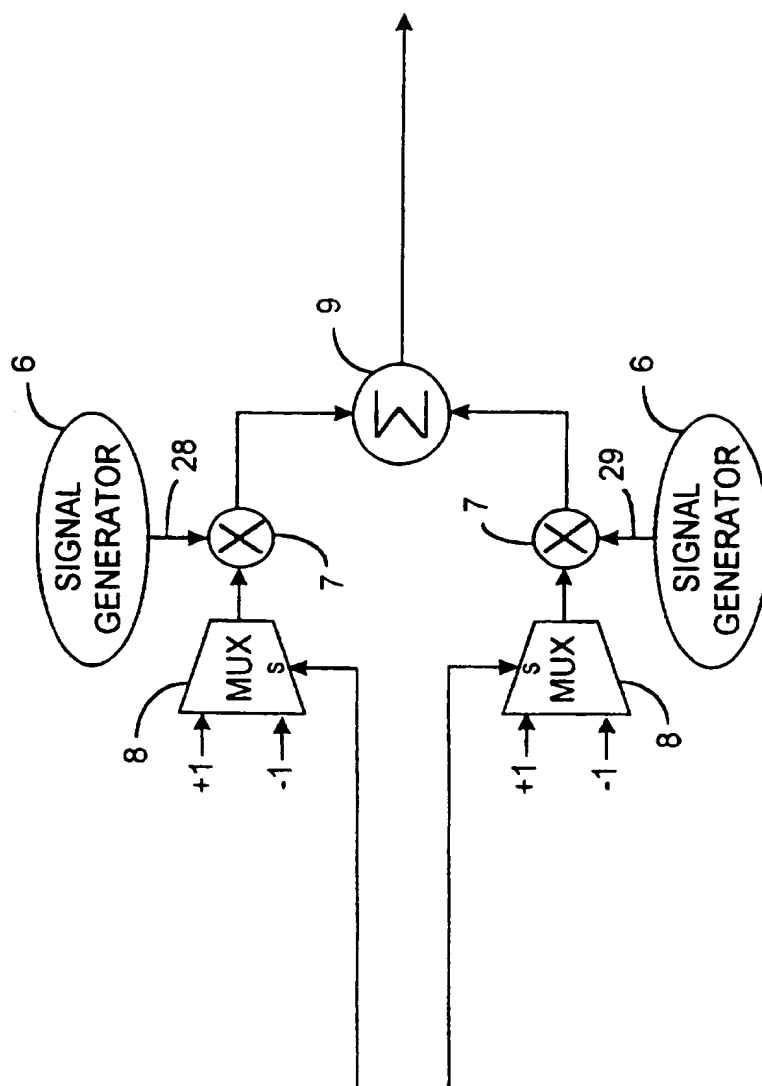 6
SIGNAL
GENERATOR
28
7
8
MUX
s
+1
-1
9
Σ
7
29
6
SIGNAL
GENERATOR
s
MUX
8
+1
-1